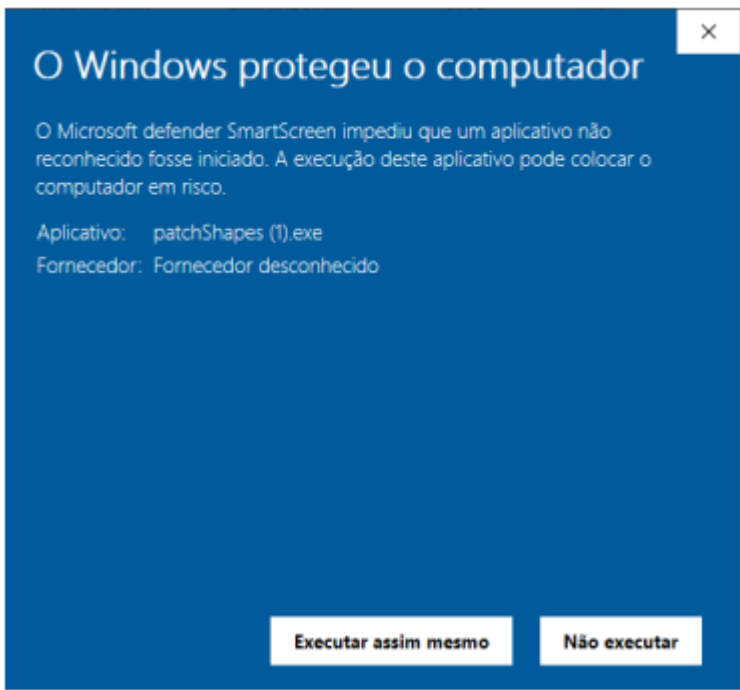 O Windows protegeu o computador
O Microsoft defender SmartScreen impediu que um aplicativo não
reconhecido fosse iniciado. A execução deste aplicativo pode colocar o
computador em risco.
Aplicativo: patchShapes (1).exe
Fornecedor: Fornecedor desconhecido
Executar assim mesmo Não executar